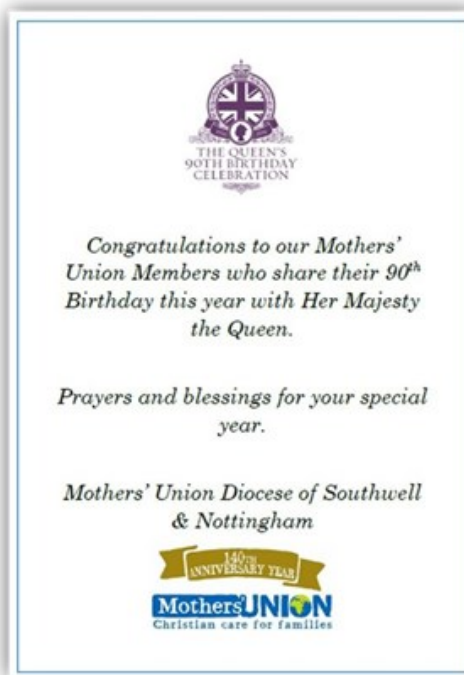 THE QUEEN'S
90TH BIRTHDAY
CELEBRATION
Congratulations to our Mothers'
Union Members who share their 90th
Birthday this year with Her Majesty
the Queen.
Prayers and blessings for your special
year.
Mothers' Union Diocese of Southwell
& Nottingham
140TH
ANNIVERSARY YEAR
Mothers' UNION
Christian care for families